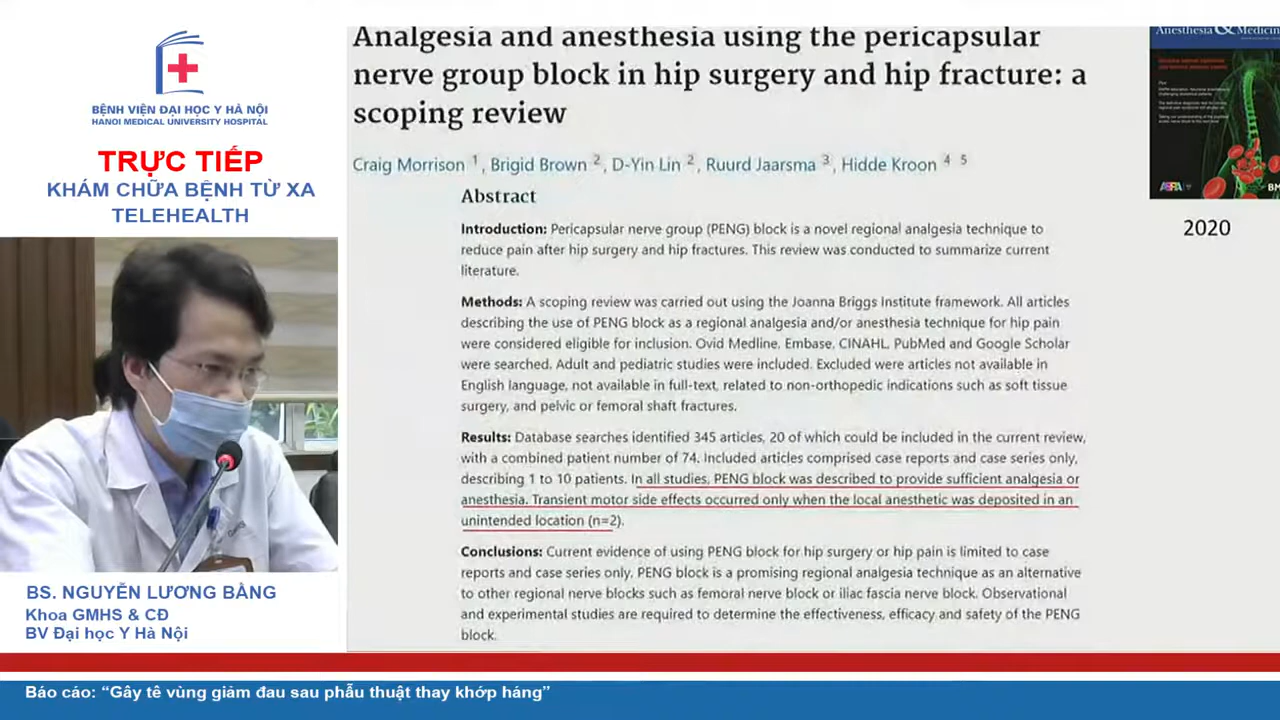 BỆNH VIỆN ĐẠI HỌC Y HÀ NỘI
HANOI MEDICAL UNIVERSITY HOSPITAL
TRỰC TIẾP
KHÁM CHỮA BỆNH TỪ XA
TELEHEALTH
Analgesia and anesthesia using the pericapsular
nerve group block in hip surgery and hip fracture: a
scoping review
Craig Morrison 1, Brigid Brown 2, D-Yin Lin 2, Ruurd Jaarsma 3, Hidde Kroon 4 5
Abstract
Introduction: Pericapsular nerve group (PENG) block is a novel regional analgesia technique to
reduce pain after hip surgery and hip fractures. This review was conducted to summarize current
literature.
Methods: A scoping review was carried out using the Joanna Briggs Institute framework. All articles
describing the use of PENG block as a regional analgesia and/or anesthesia technique for hip pain
were considered eligible for inclusion. Ovid Medline, Embase, CINAHL, PubMed and Google Scholar
were searched. Adult and pediatric studies were included. Excluded were articles not available in
English language, not available in full-text, related to non-orthopedic indications such as soft tissue
surgery, and pelvic or femoral shaft fractures.
Results: Database searches identified 345 articles, 20 of which could be included in the current review,
with a combined patient number of 74. Included articles comprised case reports and case series only,
describing 1 to 10 patients. In all studies, PENG block was described to provide sufficient analgesia or
anesthesia. Transient motor side effects occurred only when the local anesthetic was deposited in an
unintended location (n=2).
Conclusions: Current evidence of using PENG block for hip surgery or hip pain is limited to case
reports and case series only. PENG block is a promising regional analgesia technique as an alternative
to other regional nerve blocks such as femoral nerve block or iliac fascia nerve block. Observational
and experimental studies are required to determine the effectiveness, efficacy and safety of the PENG
block.
Anesthesia & Medicin
BM
2020
BS. NGUYỄN LƯƠNG BẰNG
Khoa GMHS & CĐ
BV Đại học Y Hà Nội
Báo cáo: “Gây tê vùng giảm đau sau phẫu thuật thay khớp háng”